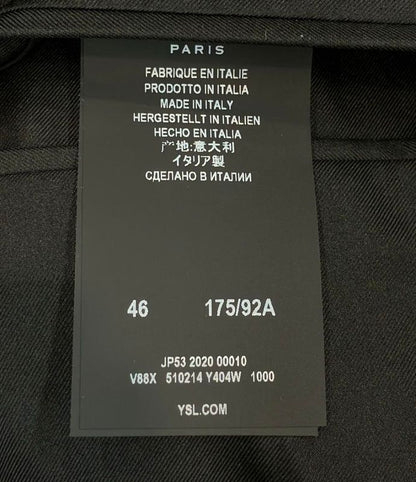 PARIS
FABRIQUE EN ITALIE
PRODOTTO IN ITALIA
MADE IN ITALY
HERGESTELLT IN ITALIEN
HECHO EN ITALIA
产地:意大利
イタリア製
СДЕЛАНО В ИТАЛИИ
46 175/92A
JP53 2020 00010
V88X 510214 Y404W 1000
YSL.COM